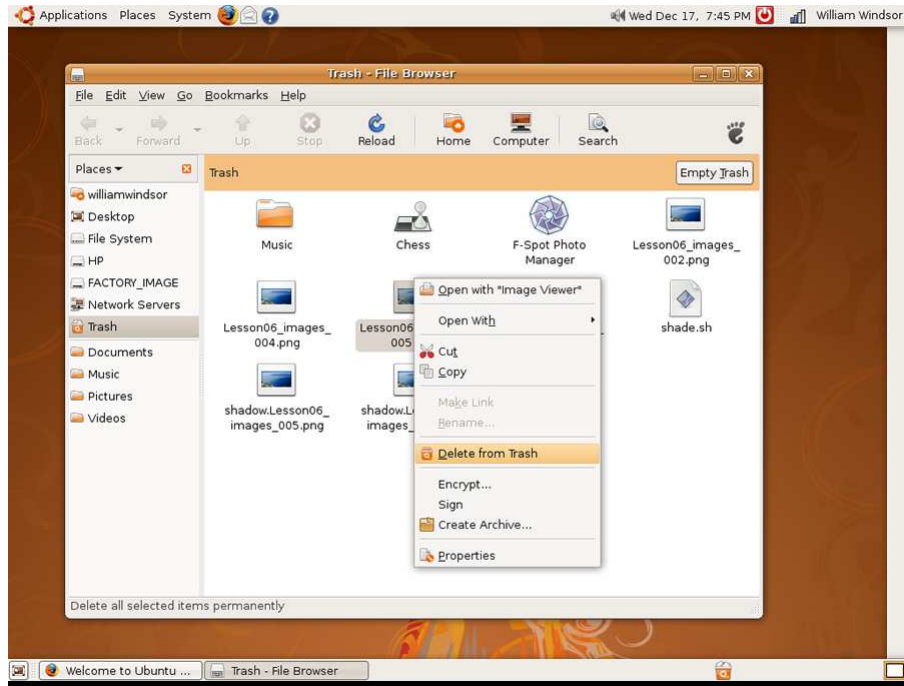 Applications Places System
Wed Dec 17, 7:45 PM
William Windsor
Trash - File Browser
File Edit View Go Bookmarks Help
Back Forward Up Stop Reload Home Computer Search
Places
Trash
Empty Trash
williamwindsor
Desktop
File System
HP
FACTORY_IMAGE
Network Servers
Trash
Documents
Music
Pictures
Videos
Music
Chess
F-Spot Photo
Manager
Lesson06_images_
002.png
Lesson06_images_
004.png
Lesson06
005
shade.sh
shadow.Lesson06_
images_005.png
shadow.L
images_
Open with "Image Viewer"
Open With
Cut
Copy
Make Link
Rename...
Delete from Trash
Encrypt...
Sign
Create Archive...
Properties
Delete all selected items permanently
Welcome to Ubuntu ...
Trash - File Browser